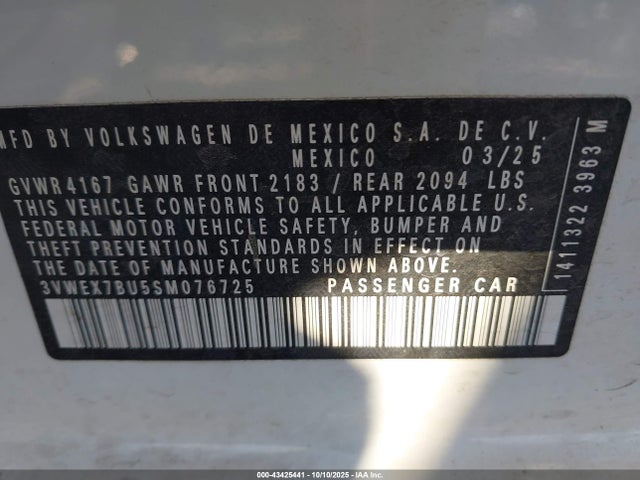 MFD BY VOLKSWAGEN DE MEXICO S.A. DE C.V.
MEXICO 03/25
GVWR 4167 GAWR FRONT 2183 / REAR 2094 LBS
THIS VEHICLE CONFORMS TO ALL APPLICABLE U.S.
FEDERAL MOTOR VEHICLE SAFETY, BUMPER AND
THEFT PREVENTION STANDARDS IN EFFECT ON
THE DATE OF MANUFACTURE SHOWN ABOVE.
3VWEX7BU5SM076725 PASSENGER CAR
1411322 3963 M
000-43425441 - 10/10/2025 - IAA Inc.